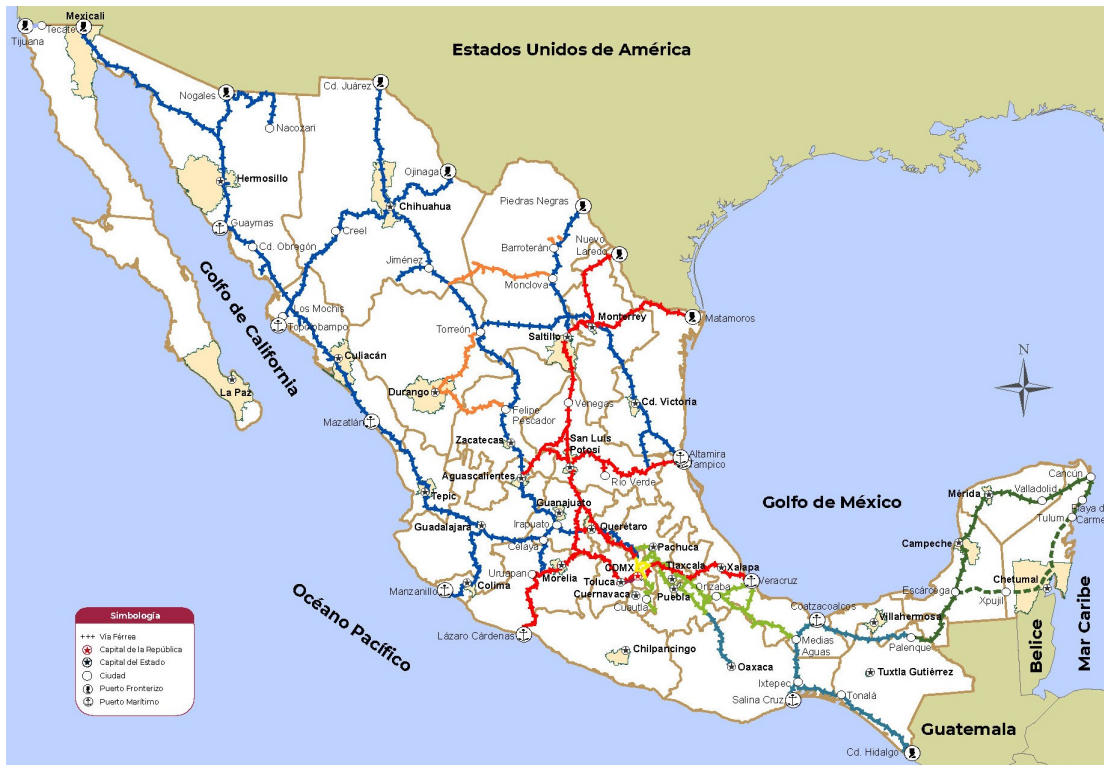 Mexicali
Tijuana
Tecate
Estados Unidos de América
Nogales
Nacozari
Cd. Juárez
Ojinaga
Hermosillo
Chihuahua
Piedras Negras
Guaymas
Creel
Cd. Obregón
Barroterán
Nuevo
Laredo
Jiménez
Monclova
Golfo de California
Los Mochis
Topolobampo
Torreón
Monterrey
Matamoros
Saltillo
Culiacán
La Paz
Durango
N
Venegas
Cd. Victoria
Mazatlán
Felipe
Pescador
Zacatecas
San Luis
Potosí
Altamira
Tampico
Aguascalientes
Río Verde
Golfo de México
Cancún
Valladolid
Mérida
Tepic
Guanajuato
Playa d
Carme
Tulum
Guadalajara
Irapuato
Querétaro
Celaya
Pachuca
Campeche
CDMX
Tlaxcala
Xalapa
Uruapan
Morelia
Toluca
Veracruz
Chetumal
Manzanillo
Colima
Cuernavaca
Puebla
Orizaba
Escárcega
Xpujil
Cuautla
Coatzacoalcos
Villahermosa
Océano Pacífico
Lázaro Cárdenas
Chilpancingo
Medias
Aguas
Palenque
Belice
Mar Caribe
Oaxaca
Tuxtla Gutiérrez
Ixtepec
Salina Cruz
Tonalá
Guatemala
Cd. Hidalgo
Simbología
Vía Férrea
Capital de la República
Capital del Estado
Ciudad
Puerto Fronterizo
Puerto Marítimo